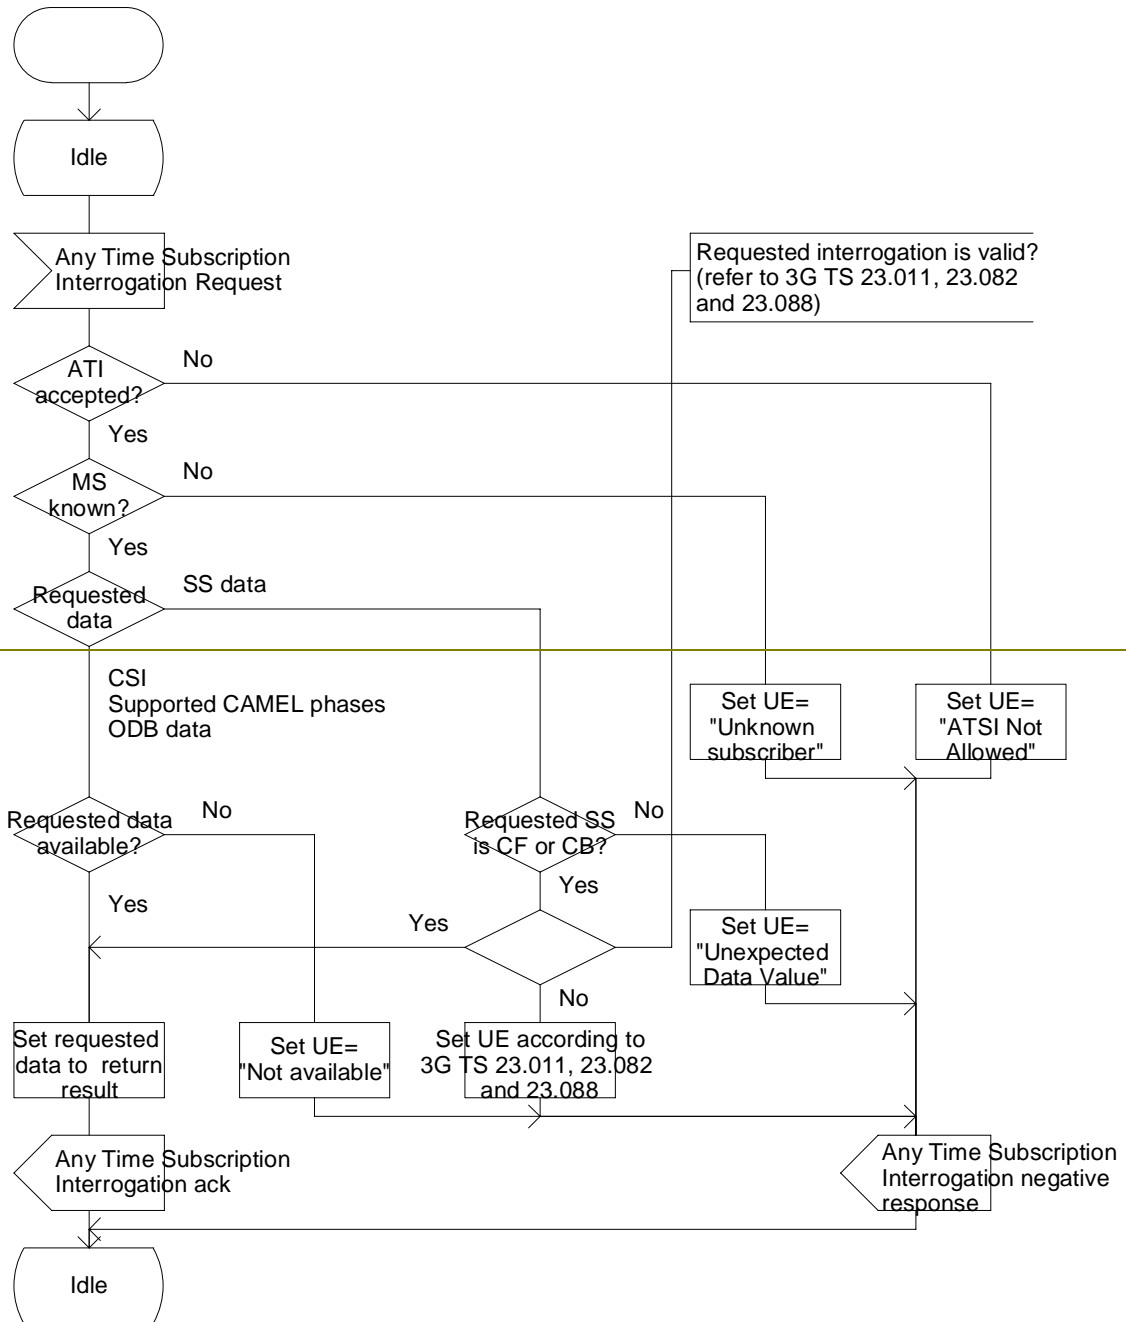 Idle
Any Time Subscription
Interrogation Request
Requested interrogation is valid?
(refer to 3G TS 23.011, 23.082
and 23.088)
ATI
accepted?
No
Yes
MS
known?
No
Yes
Requested
data
SS data
CSI
Supported CAMEL phases
ODB data
Set UE=
"Unknown
subscriber"
Set UE=
"ATSI Not
Allowed"
Requested data
available?
No
Yes
Requested SS
is CF or CB?
No
Yes
Set UE=
"Unexpected
Data Value"
Yes
No
Set requested
data to return
result
Set UE=
"Not available"
Set UE according to
3G TS 23.011, 23.082
and 23.088
Any Time Subscription
Interrogation ack
Any Time Subscription
Interrogation negative
response
Idle